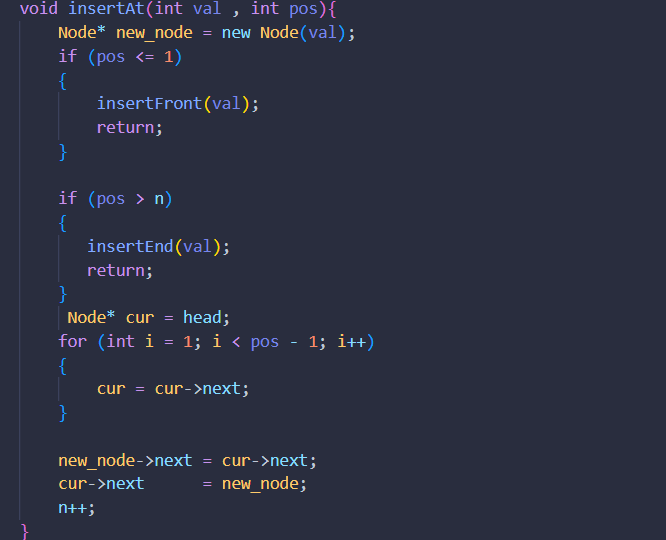 void insertAt(int val , int pos){
    Node* new_node = new Node(val);
    if (pos <= 1)
    {
        insertFront(val);
        return;
    }

    if (pos > n)
    {
       insertEnd(val);
       return;
    }
     Node* cur = head;
    for (int i = 1; i < pos - 1; i++)
    {
        cur = cur->next;
    }

    new_node->next = cur->next;
    cur->next      = new_node;
    n++;
}